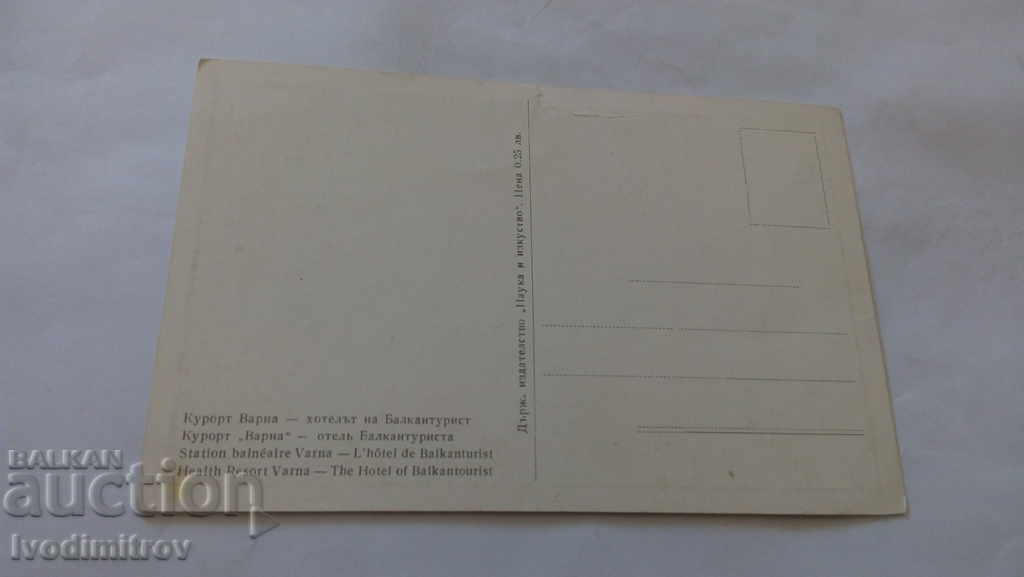 Курорт Варна — хотелът на Балкантурист
Курорт „Варна“ — отель Балкантуриста
Station balnéaire Varna — L'hôtel de Balkanturist
Health Resort Varna — The Hotel of Balkantourist
Държ. издателство „Наука и изкуство“. Цена 0.25 лв.
BALKAN
auction
Ivodimitrov